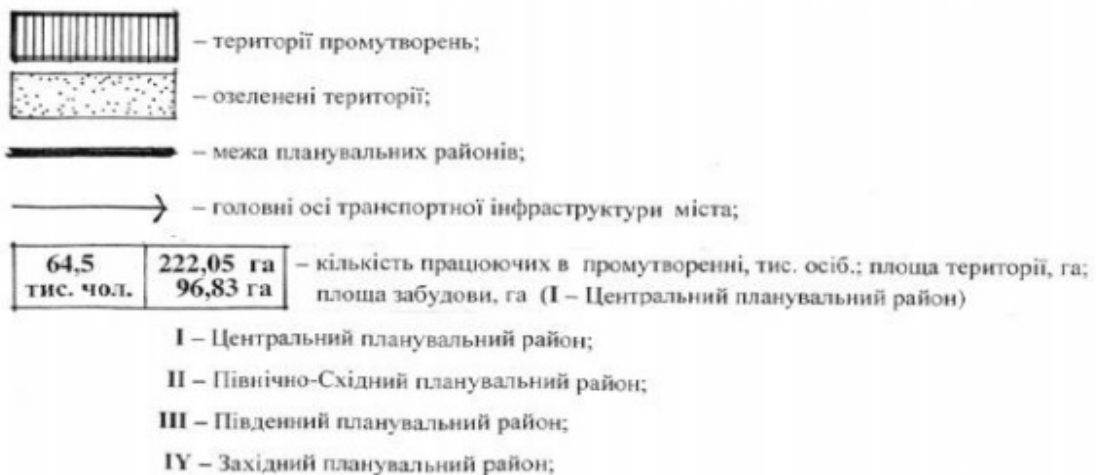 – території промутворень;
– озеленені території;
– межа планувальних районів;
– головні осі транспортної інфраструктури міста;
64,5 222,05 га – кількість працюючих в промутворенні, тис. осіб.; площа території, га;
тис. чол. 96,83 га площа забудови, га (I – Центральний планувальний район)
I – Центральний планувальний район;
II – Північно-Східний планувальний район;
III – Південний планувальний район;
IY – Західний планувальний район;